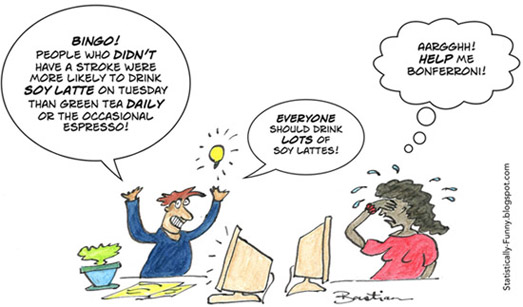 BINGO!
PEOPLE WHO DIDN'T
HAVE A STROKE WERE
MORE LIKELY TO DRINK
SOY LATTE ON TUESDAY
THAN GREEN TEA DAILY
OR THE OCCASIONAL
ESPRESSO!
EVERYONE
SHOULD DRINK
LOTS OF
SOY LATTES!
AARGGHH!
HELP ME
BONFERRONI!
Bastian
Statistically-Funny.blogspot.com